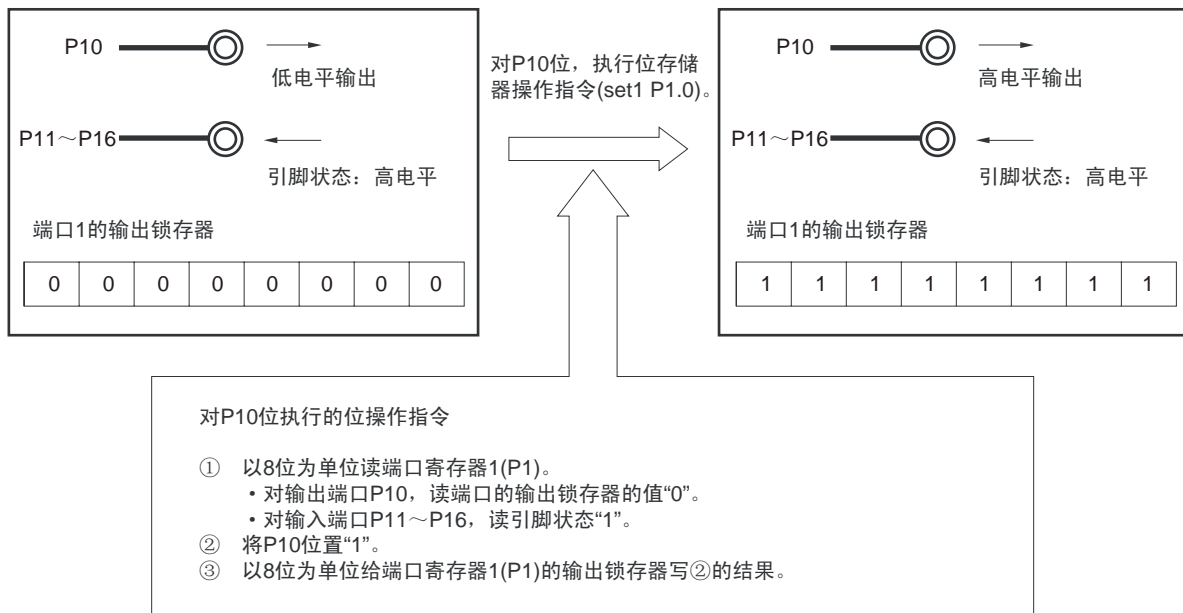 P10
低电平输出
P11～P16
引脚状态：高电平
端口1的输出锁存器
0 0 0 0 0 0 0 0
对P10位，执行位存储
器操作指令(set1 P1.0)。
P10
高电平输出
P11～P16
引脚状态：高电平
端口1的输出锁存器
1 1 1 1 1 1 1 1
对P10位执行的位操作指令
① 以8位为单位读端口寄存器1(P1)。
•对输出端口P10，读端口的输出锁存器的值“0”。
•对输入端口P11～P16，读引脚状态“1”。
② 将P10位置“1”。
③ 以8位为单位给端口寄存器1(P1)的输出锁存器写②的结果。